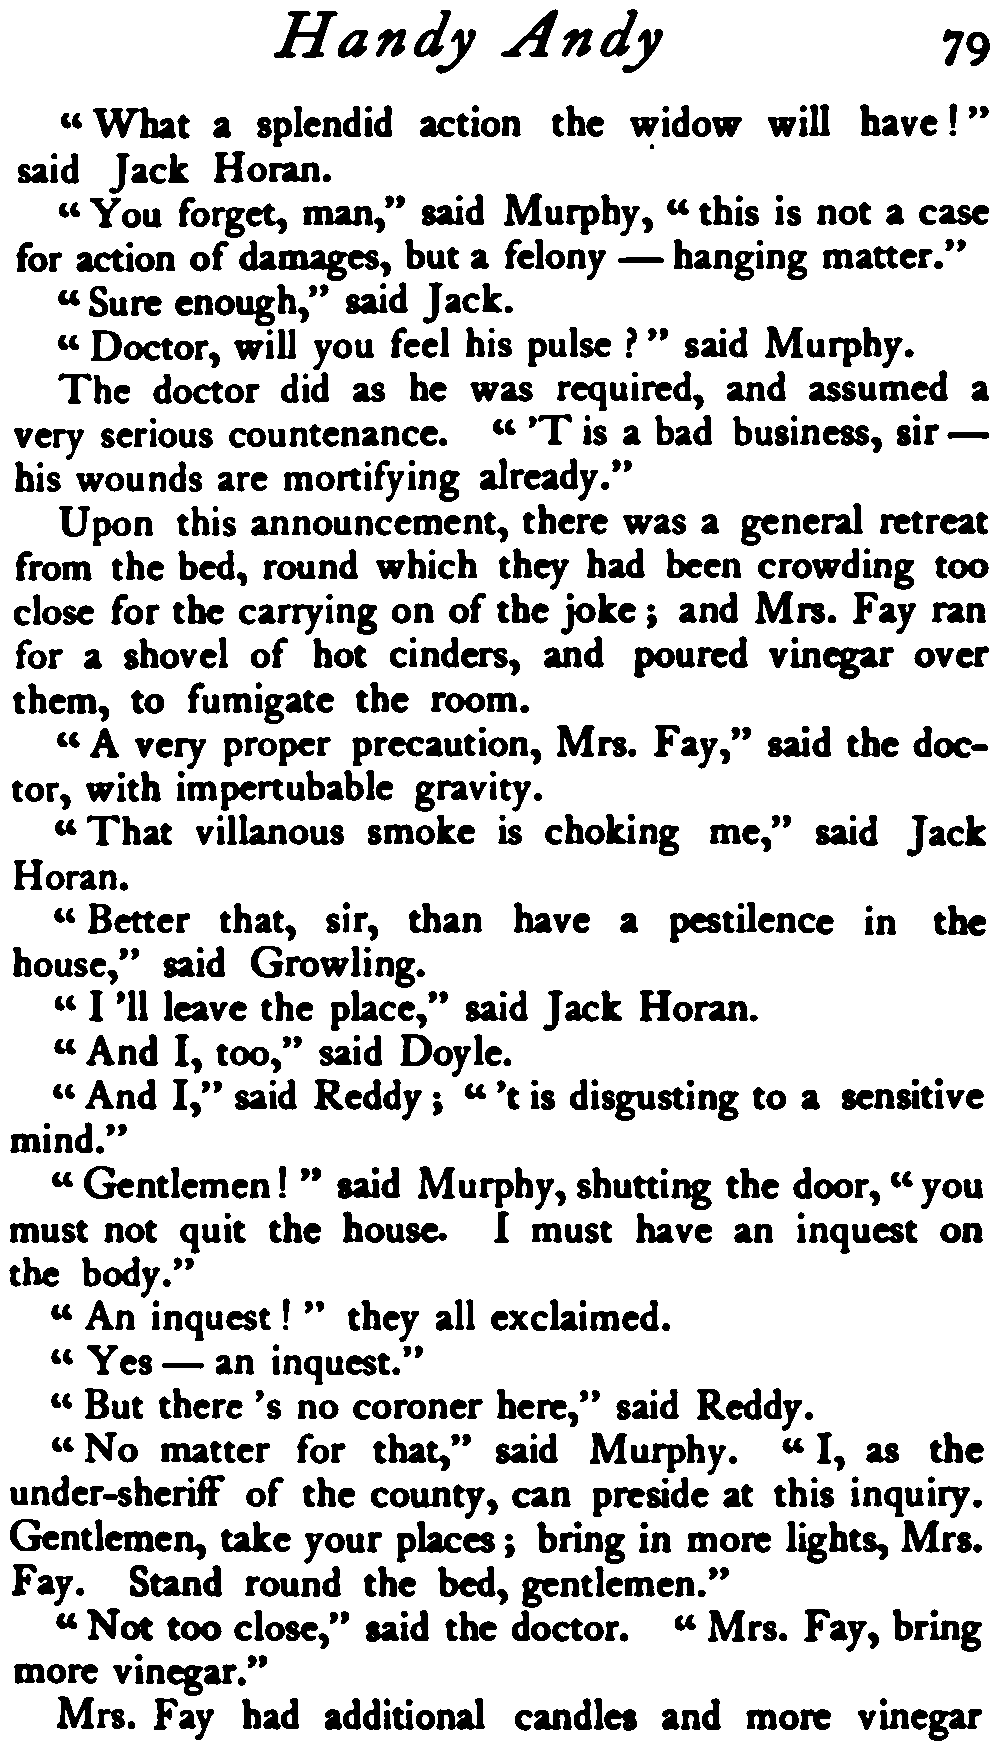 Handy Andy 79
“ What a splendid action the widow will have ! ”
said Jack Horan.
“ You forget, man,” said Murphy, “ this is not a case
for action of damages, but a felony — hanging matter.”
“ Sure enough,” said Jack.
“ Doctor, will you feel his pulse ? ” said Murphy.
The doctor did as he was required, and assumed a
very serious countenance. “ ’T is a bad business, sir —
his wounds are mortifying already.”
Upon this announcement, there was a general retreat
from the bed, round which they had been crowding too
close for the carrying on of the joke ; and Mrs. Fay ran
for a shovel of hot cinders, and poured vinegar over
them, to fumigate the room.
“ A very proper precaution, Mrs. Fay,” said the doc-
tor, with impertubable gravity.
“ That villanous smoke is choking me,” said Jack
Horan.
“ Better that, sir, than have a pestilence in the
house,” said Growling.
“ I ’ll leave the place,” said Jack Horan.
“ And I, too,” said Doyle.
“ And I,” said Reddy ; “ ’t is disgusting to a sensitive
mind.”
“ Gentlemen ! ” said Murphy, shutting the door, “ you
must not quit the house. I must have an inquest on
the body.”
“ An inquest ! ” they all exclaimed.
“ Yes — an inquest.”
“ But there ’s no coroner here,” said Reddy.
“ No matter for that,” said Murphy. “ I, as the
under-sheriff of the county, can preside at this inquiry.
Gentlemen, take your places ; bring in more lights, Mrs.
Fay. Stand round the bed, gentlemen.”
“ Not too close,” said the doctor. “ Mrs. Fay, bring
more vinegar.”
Mrs. Fay had additional candles and more vinegar